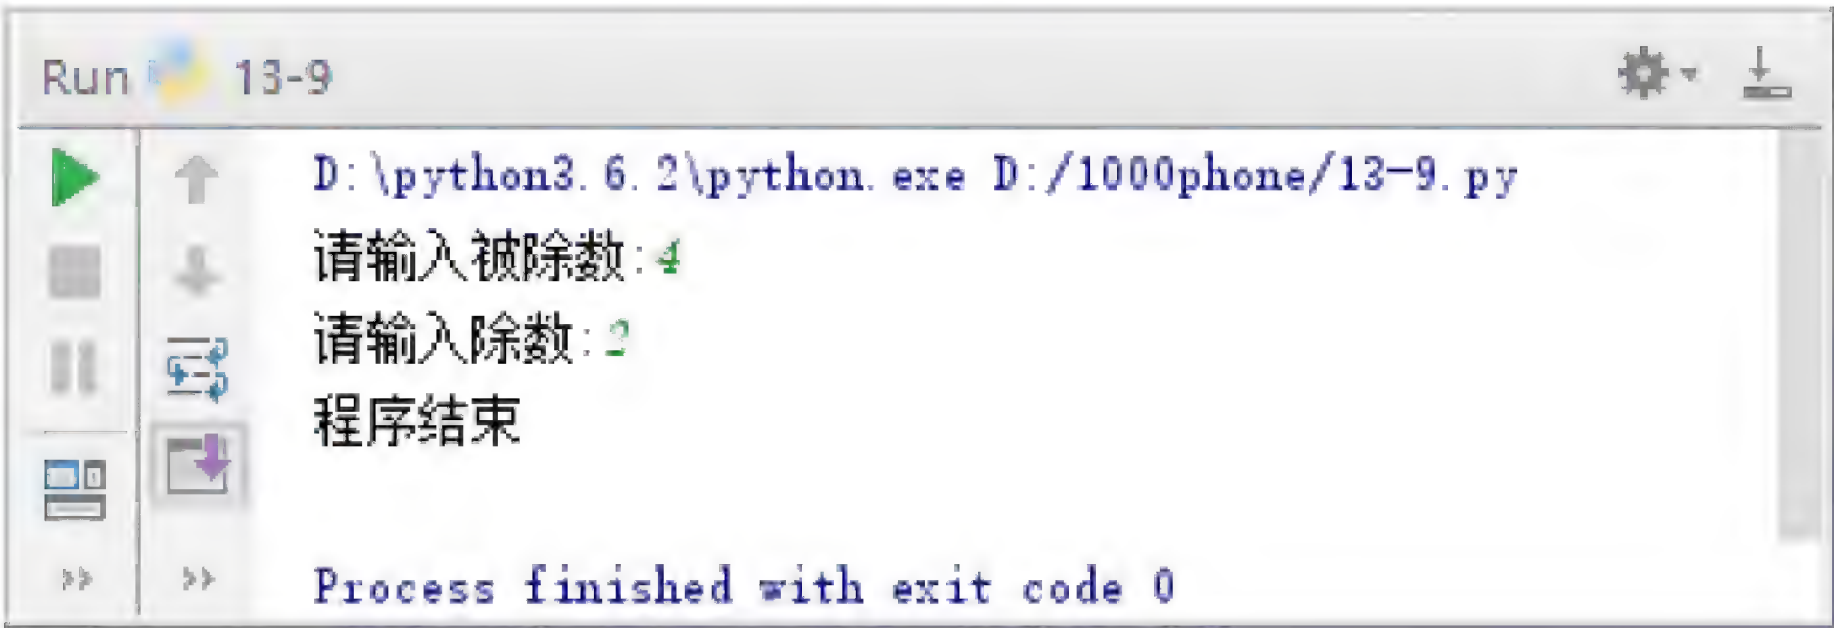 Run 13-9
D:\python3.6.2\python.exe D:/1000phone/13-9.py
请输入被除数:4
请输入除数:2
程序结束
Process finished with exit code 0